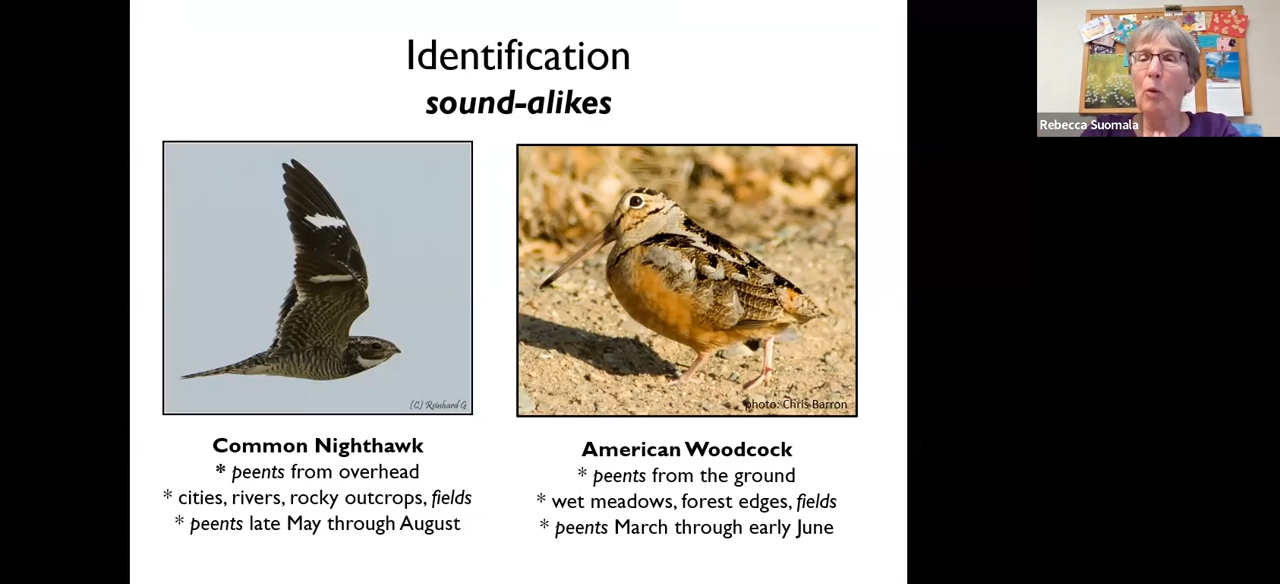 Identification
sound-alikes
Rebecca Suomala
(C) Reinhard G
photo: Chris Barron
Common Nighthawk
* peents from overhead
* cities, rivers, rocky outcrops, fields
* peents late May through August
American Woodcock
* peents from the ground
* wet meadows, forest edges, fields
* peents March through early June